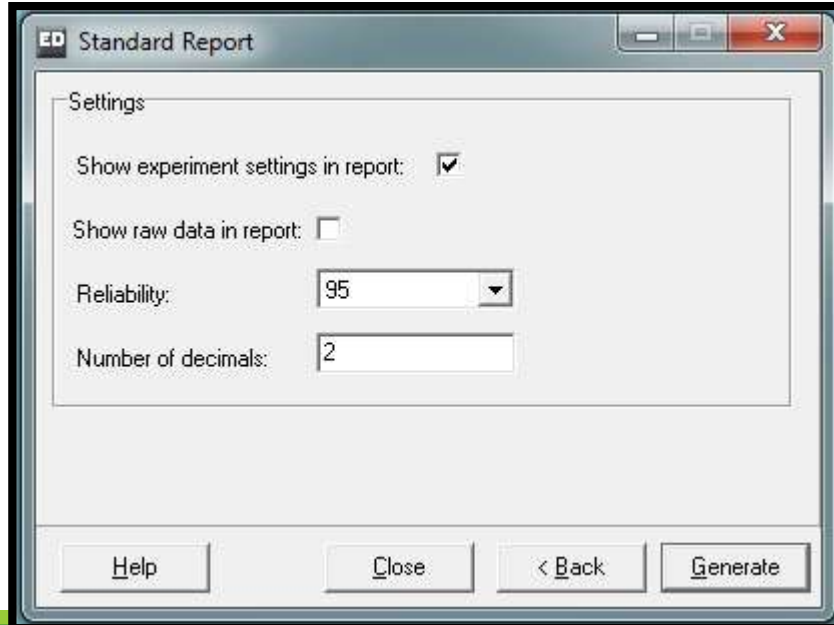 ED Standard Report
Settings
Show experiment settings in report:
Show raw data in report:
Reliability: 95
Number of decimals: 2
Help Close < Back Generate